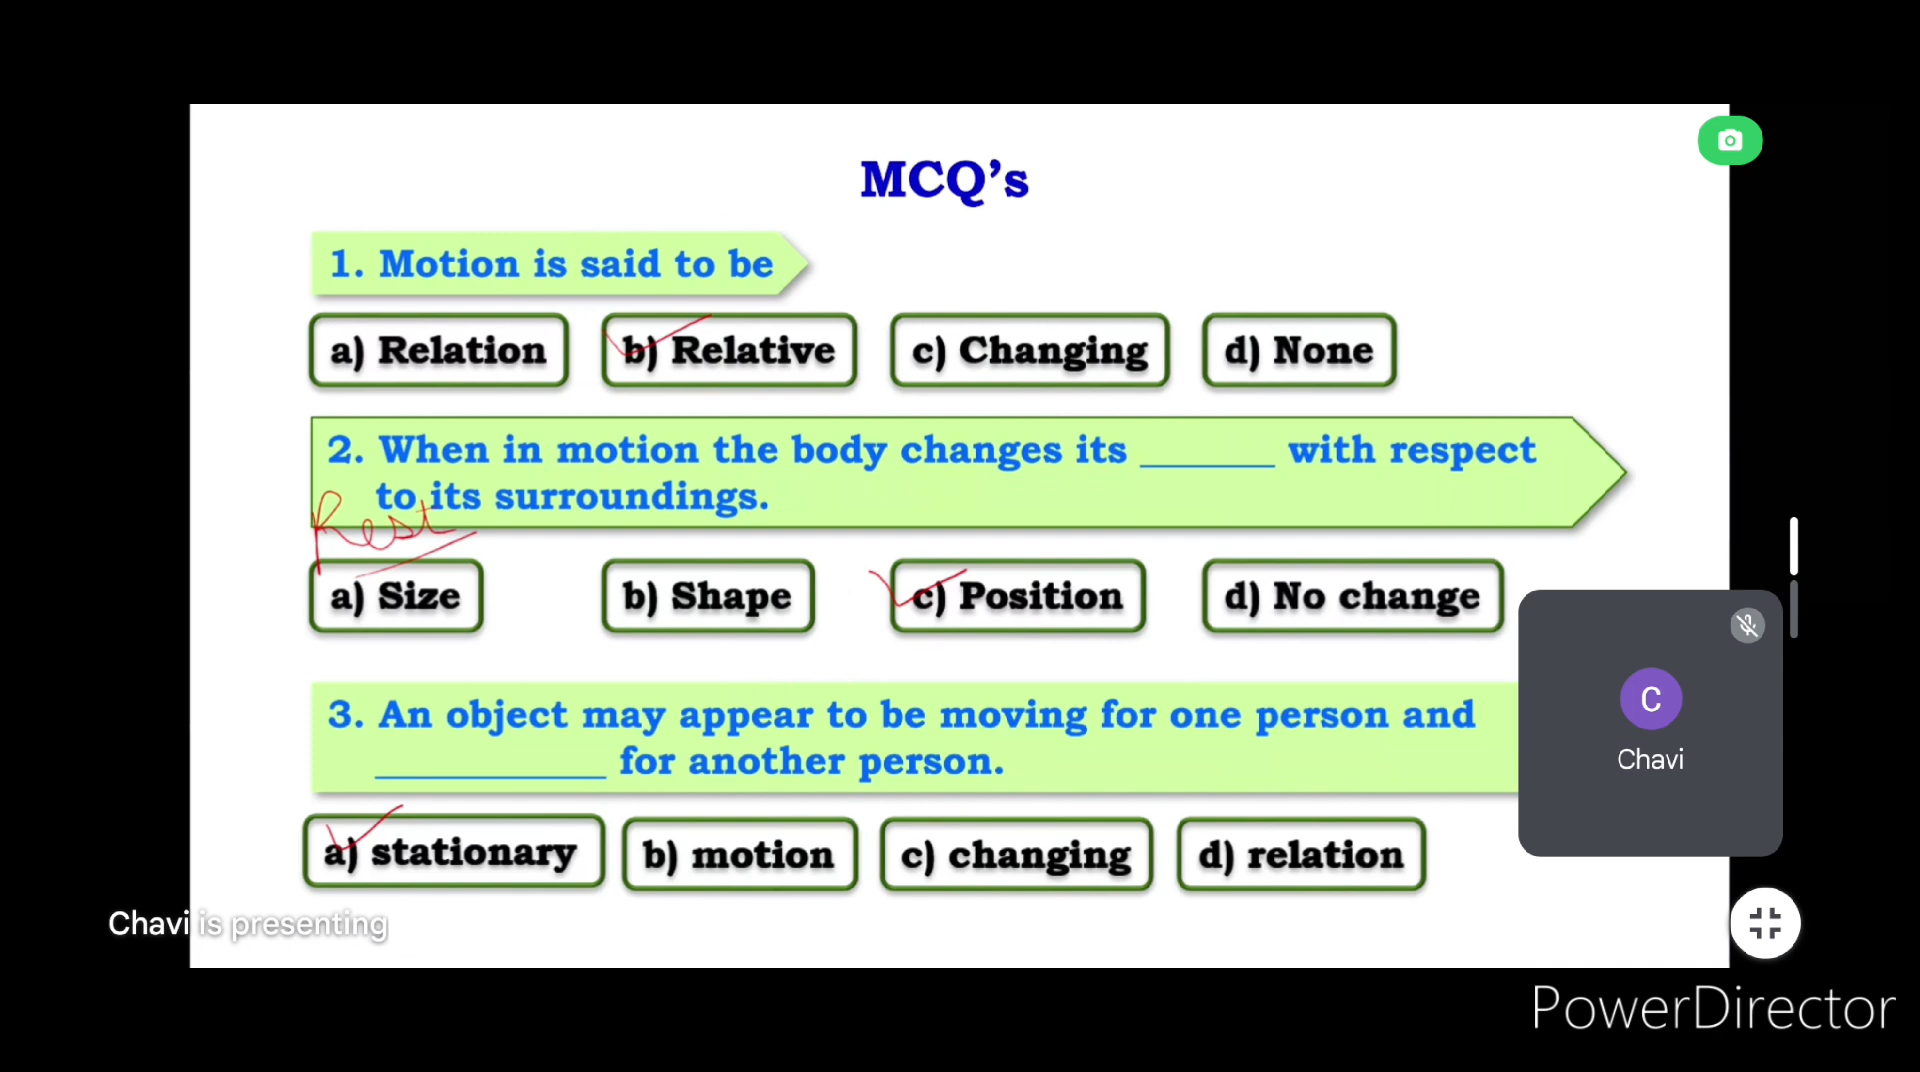 MCQ’s
1. Motion is said to be
a) Relation b) Relative c) Changing d) None
2. When in motion the body changes its _______ with respect
to its surroundings.
Rest
a) Size b) Shape c) Position d) No change
3. An object may appear to be moving for one person and
____________ for another person.
a) stationary b) motion c) changing d) relation
C
Chavi
Chavi is presenting
PowerDirector